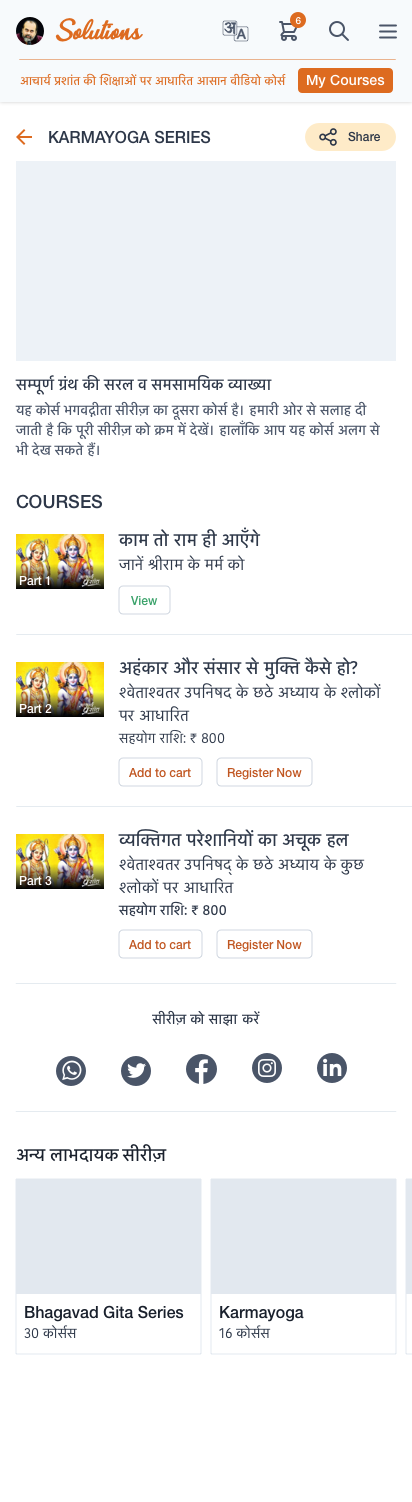 Solutions
6
आचार्य प्रशांत की शिक्षाओं पर आधारित आसान वीडियो कोर्स
My Courses
KARMAYOGA SERIES
Share
सम्पूर्ण ग्रंथ की सरल व समसामयिक व्याख्या
यह कोर्स भगवद्गीता सीरीज़ का दूसरा कोर्स है। हमारी ओर से सलाह दी
जाती है कि पूरी सीरीज़ को क्रम में देखें। हालाँकि आप यह कोर्स अलग से
भी देख सकते हैं।
COURSES
Part 1
काम तो राम ही आएँगे
जानें श्रीराम के मर्म को
View
Part 2
अहंकार और संसार से मुक्ति कैसे हो?
श्वेताश्वतर उपनिषद के छठे अध्याय के श्लोकों
पर आधारित
सहयोग राशि: ₹ 800
Add to cart
Register Now
Part 3
व्यक्तिगत परेशानियों का अचूक हल
श्वेताश्वतर उपनिषद् के छठे अध्याय के कुछ
श्लोकों पर आधारित
सहयोग राशि: ₹ 800
Add to cart
Register Now
सीरीज़ को साझा करें
अन्य लाभदायक सीरीज़
Bhagavad Gita Series
30 कोर्सस
Karmayoga
16 कोर्सस